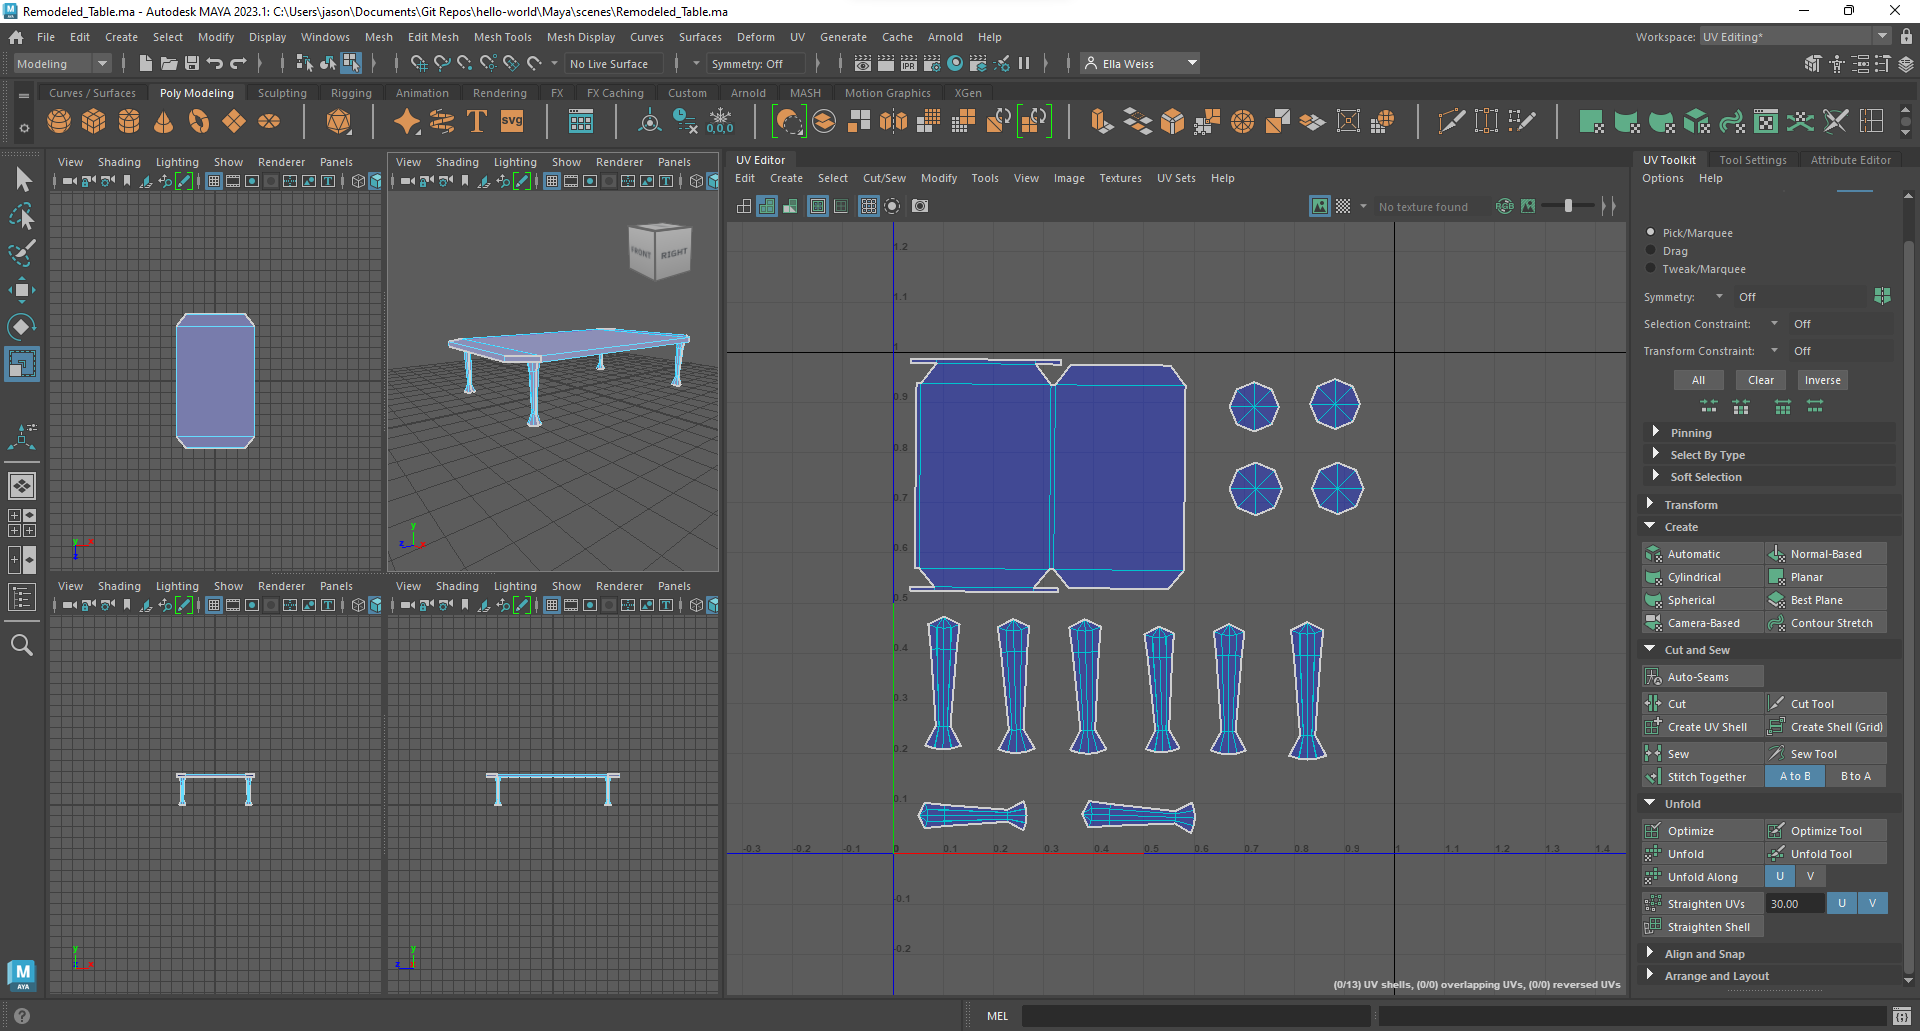 Remodeled_Table.ma - Autodesk MAYA 2023.1: C:\Users\jason\Documents\Git Repos\hello-world\Maya\scenes\Remodeled_Table.ma
File Edit Create Select Modify Display Windows Mesh Edit Mesh Mesh Tools Mesh Display Curves Surfaces Deform UV Generate Cache Arnold Help
Workspace: UV Editing*
Modeling
No Live Surface
Symmetry: Off
Ella Weiss
Curves / Surfaces Poly Modeling Sculpting Rigging Animation Rendering FX FX Caching Custom Arnold MASH Motion Graphics XGen
SVG
0,0,0
View Shading Lighting Show Renderer Panels
View Shading Lighting Show Renderer Panels
FRONT RIGHT
y x z
y z x
View Shading Lighting Show Renderer Panels
View Shading Lighting Show Renderer Panels
UV Editor
Edit Create Select Cut/Sew Modify Tools View Image Textures UV Sets Help
No texture found
RGB
1.2
1.1
1
0.9
0.8
0.7
0.6
0.5
0.4
0.3
0.2
0.1
-0.3 -0.2 -0.1 0 0.1 0.2 0.3 0.4 0.5 0.6 0.7 0.8 0.9 1 1.1 1.2 1.3 1.4
-0.1
-0.2
(0/13) UV shells, (0/0) overlapping UVs, (0/0) reversed UVs
UV Toolkit Tool Settings Attribute Editor
Options Help
Pick/Marquee
Drag
Tweak/Marquee
Symmetry: Off
Selection Constraint: Off
Transform Constraint: Off
All Clear Inverse
Pinning
Select By Type
Soft Selection
Transform
Create
Automatic Normal-Based
Cylindrical Planar
Spherical Best Plane
Camera-Based Contour Stretch
Cut and Sew
Auto-Seams
Cut Cut Tool
Create UV Shell Create Shell (Grid)
Sew Sew Tool
Stitch Together A to B B to A
Unfold
Optimize Optimize Tool
Unfold Unfold Tool
Unfold Along U V
Straighten UVs 30.00 U V
Straighten Shell
Align and Snap
Arrange and Layout
M
AYA
MEL